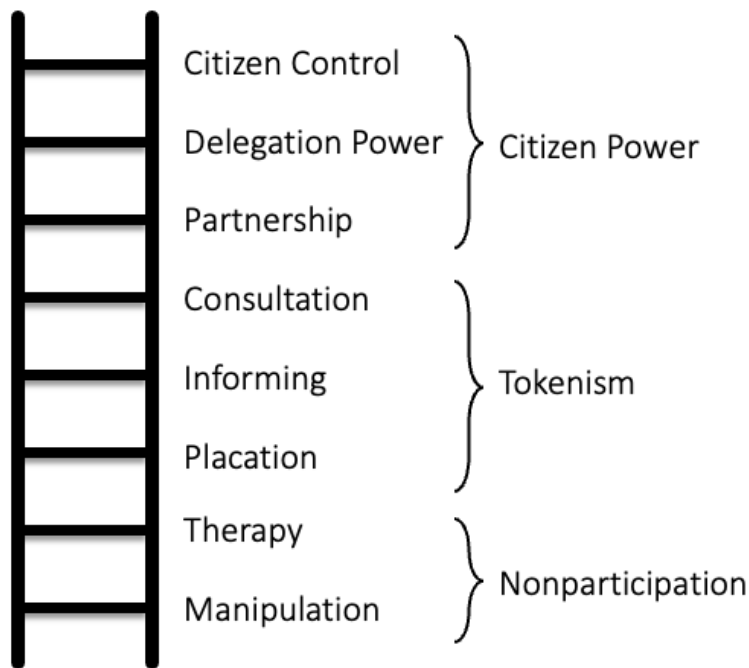 Citizen Control
Delegation Power
Citizen Power
Partnership
Consultation
Informing
Tokenism
Placation
Therapy
Nonparticipation
Manipulation